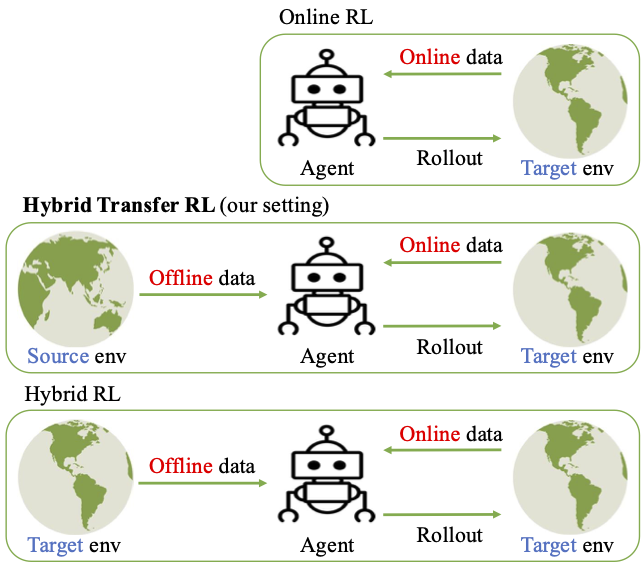 Online RL
Online data
Agent
Rollout
Target env
Hybrid Transfer RL (our setting)
Offline data
Online data
Source env
Agent
Rollout
Target env
Hybrid RL
Offline data
Online data
Target env
Agent
Rollout
Target env